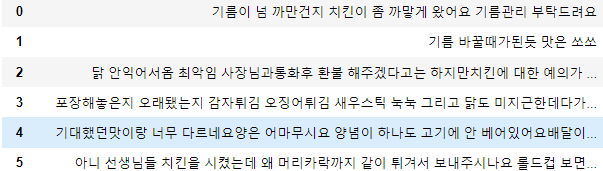 0 기름이 넘 까만건지 치킨이 좀 까맣게 왔어요 기름관리 부탁드려요
1 기름 바꿀때가된듯 맛은 쏘쏘
2 닭 안익어서옴 최악임 사장님과통화후 환불 해주겠다고는 하지만치킨에 대한 예의가 ...
3 포장해놓은지 오래됐는지 감자튀김 오징어튀김 새우스틱 눅눅 그리고 닭도 미지근한데다가...
4 기대했던맛이랑 너무 다르네요양은 어마무시요 양념이 하나도 고기에 안 베어있어요배달이...
5 아니 선생님들 치킨을 시켰는데 왜 머리카락까지 같이 튀겨서 보내주시나요 롤드컵 보면...